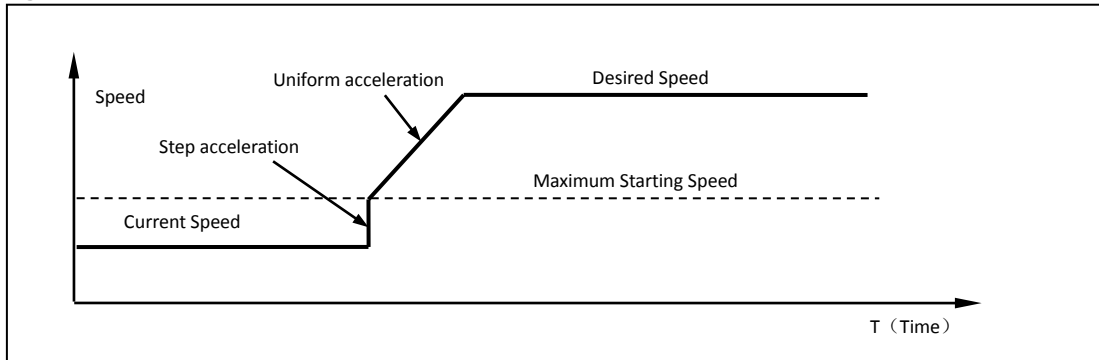 Uniform acceleration
Desired Speed
Speed
Step acceleration
Maximum Starting Speed
Current Speed
T（Time）